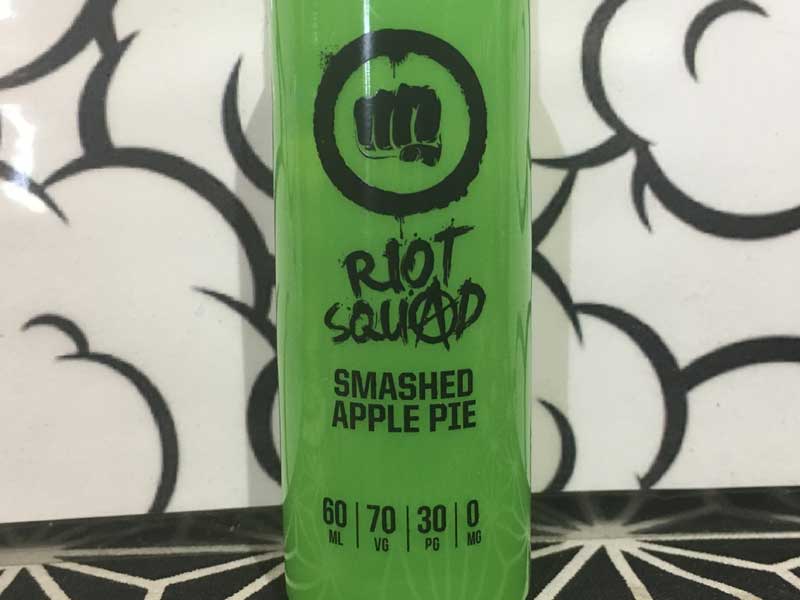 RIOT
SQUAD
SMASHED
APPLE PIE
60 70 30 0
ML VG PG MG